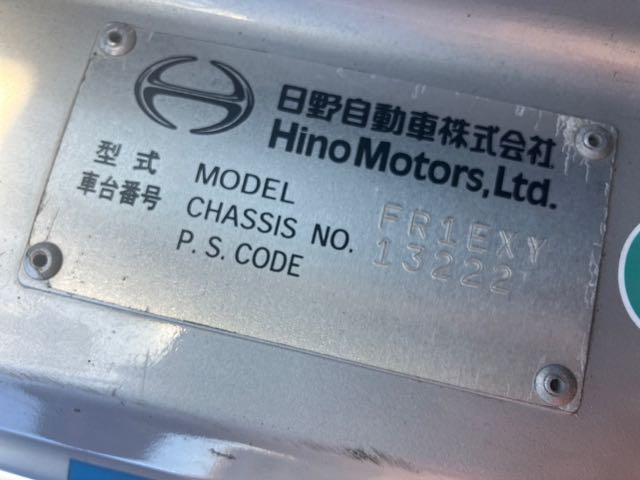 日野自動車株式会社
Hino Motors, Ltd.
型式 MODEL FR1EXY
車台番号 CHASSIS NO. 13222
P. S. CODE